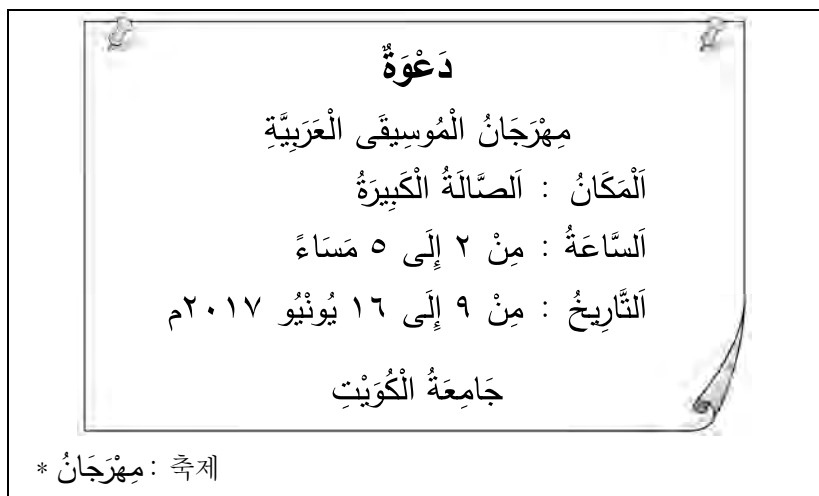 دَعْوَةٌ
مِهْرَجَانُ الْمُوسِيقَى الْعَرَبِيَّةِ
اَلْمَكَانُ : اَلصَّالَةُ الْكَبِيرَةُ
اَلسَّاعَةُ : مِنْ ٢ إِلَى ٥ مَسَاءً
اَلتَّارِيخُ : مِنْ ٩ إِلَى ١٦ يُونْيُو ٢٠١٧م
جَامِعَةُ الْكُوَيْتِ
* مِهْرَجَانُ : 축제